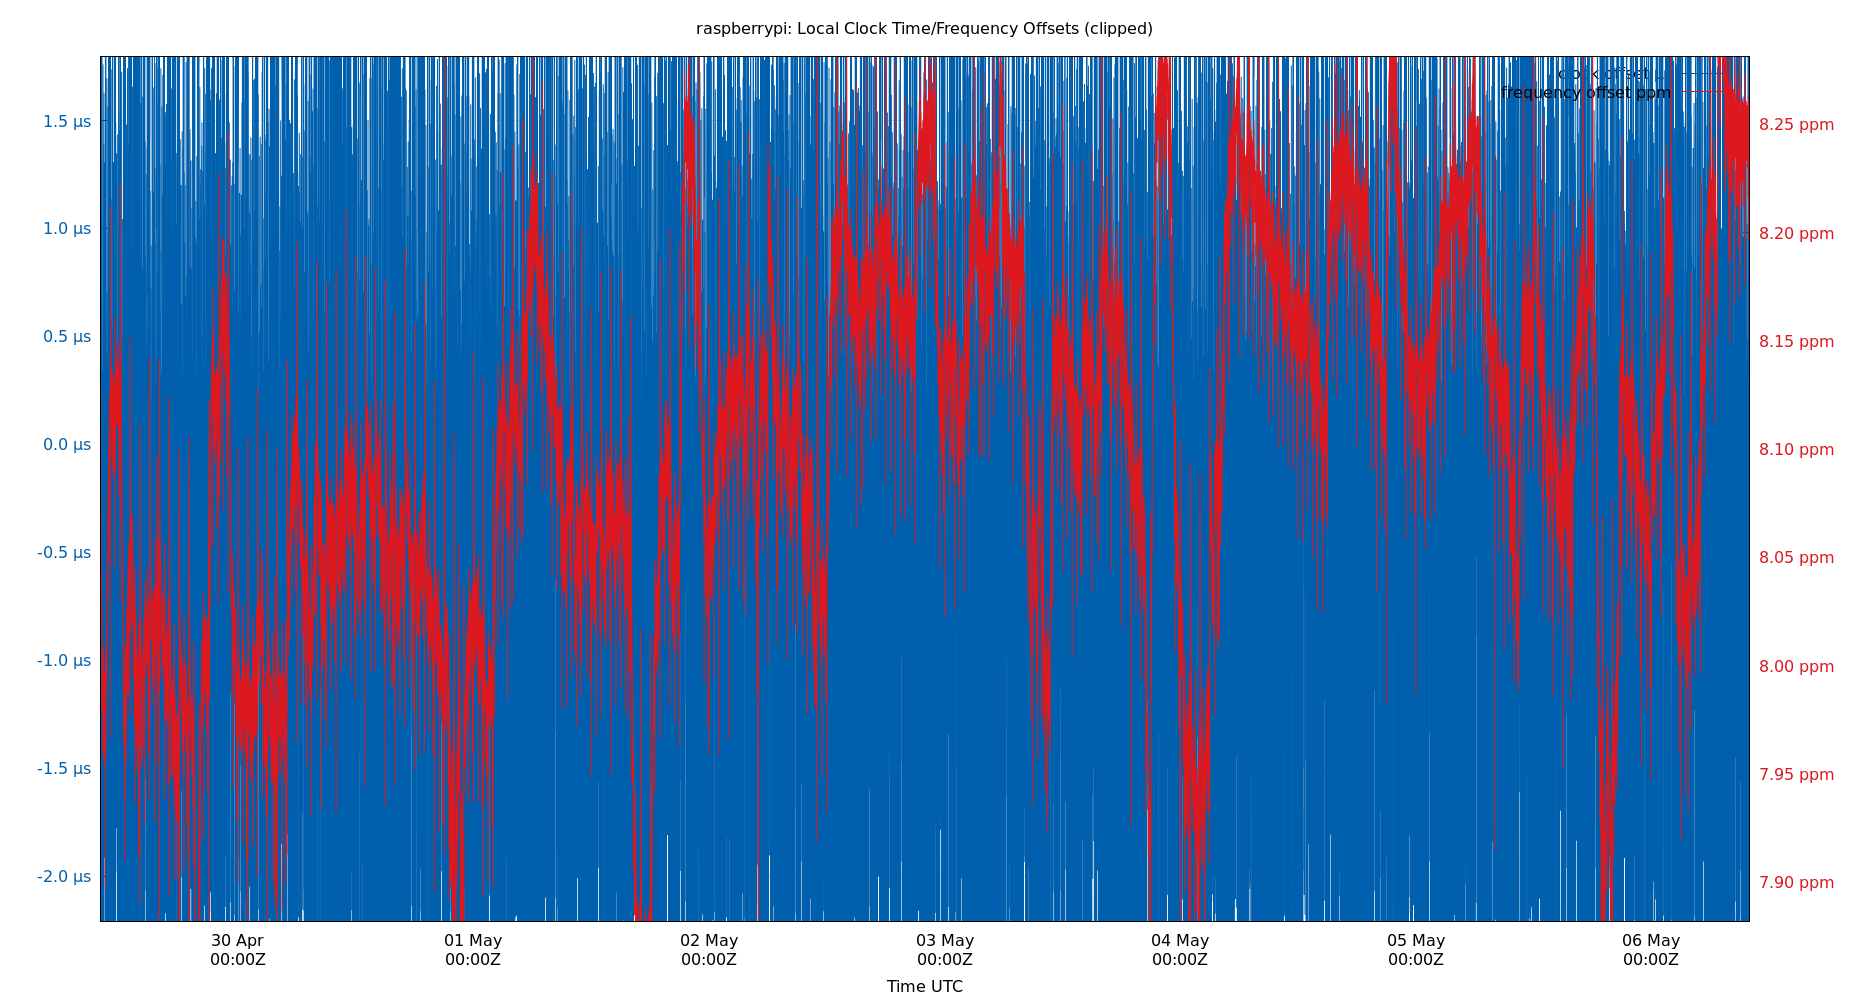 raspberrypi: Local Clock Time/Frequency Offsets (clipped)
clock offset
frequency offset ppm
1.5 µs
1.0 µs
0.5 µs
0.0 µs
-0.5 µs
-1.0 µs
-1.5 µs
-2.0 µs
8.25 ppm
8.20 ppm
8.15 ppm
8.10 ppm
8.05 ppm
8.00 ppm
7.95 ppm
7.90 ppm
30 Apr
00:00Z
01 May
00:00Z
02 May
00:00Z
03 May
00:00Z
04 May
00:00Z
05 May
00:00Z
06 May
00:00Z
Time UTC